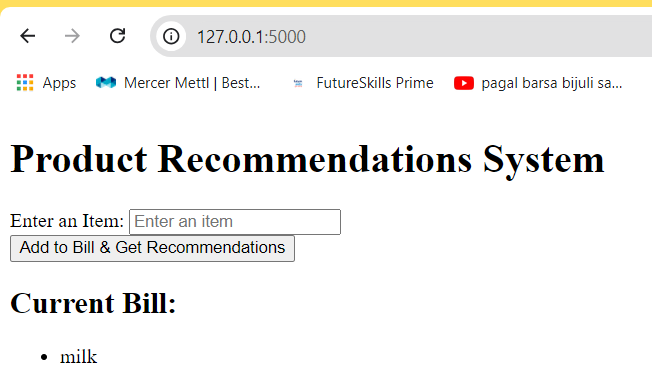 127.0.0.1:5000
Apps Mercer Mettl | Best... FutureSkills Prime pagal barsa bijuli sa...
Product Recommendations System
Enter an Item: Enter an item
Add to Bill & Get Recommendations
Current Bill:
• milk